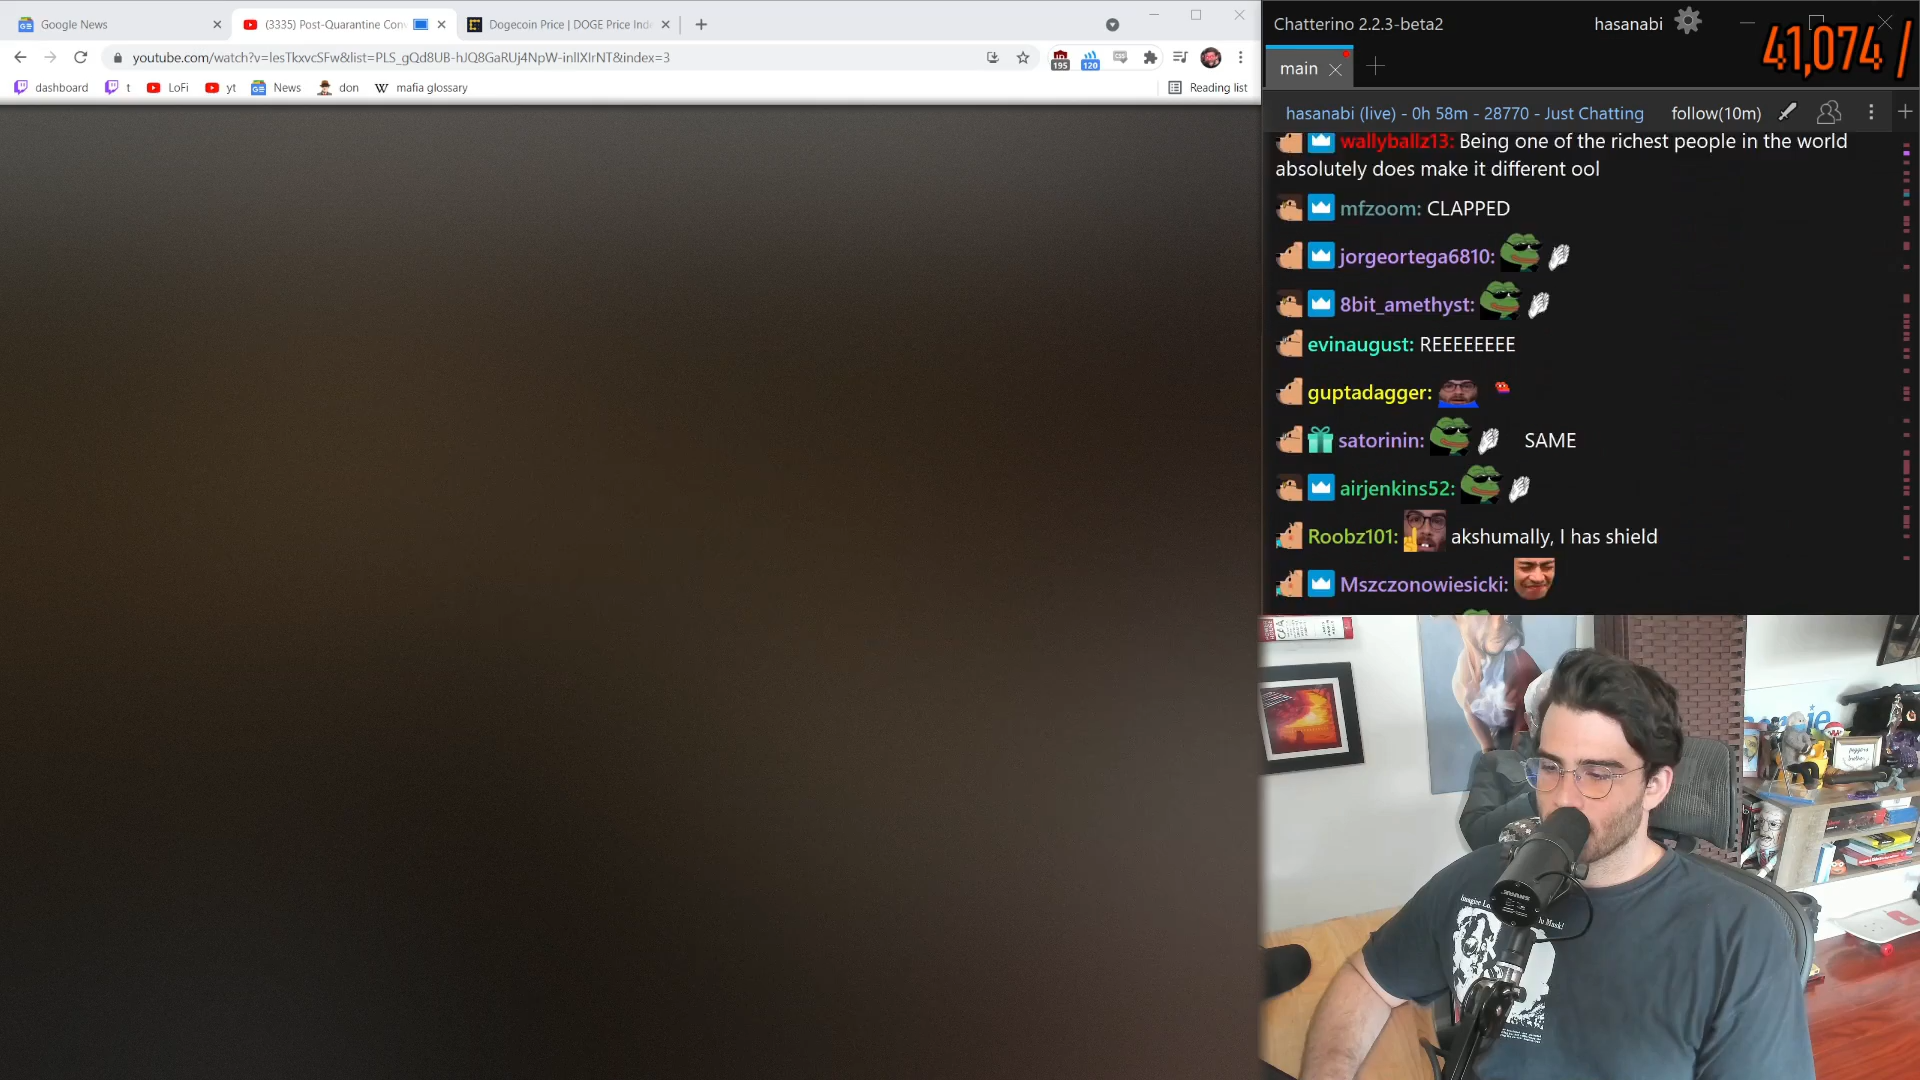 Google News
(3335) Post-Quarantine Con
Dogecoin Price | DOGE Price Inde
youtube.com/watch?v=lesTkxvcSFw&list=PLS_gQd8UB-hJQ8GaRUj4NpW-inlIXIrNT&index=3
195
120
dashboard
t
LoFi
yt
News
don
mafia glossary
Reading list
Chatterino 2.2.3-beta2
hasanabi
41,074 /
main
hasanabi (live) - 0h 58m - 28770 - Just Chatting
follow(10m)
wallyballz13: Being one of the richest people in the world
absolutely does make it different ool
mfzoom: CLAPPED
jorgeortega6810:
8bit_amethyst:
evinaugust: REEEEEEEE
guptadagger:
satorinin: SAME
airjenkins52:
Roobz101: akshumally, I has shield
Mszczonowiesicki: